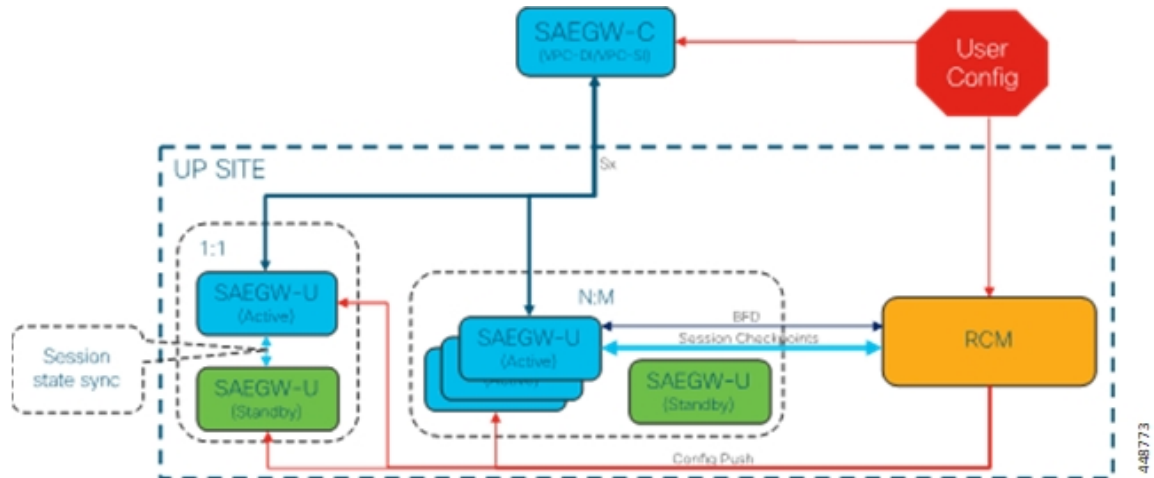 SAEGW-C
(VPC-DI/VPC-SI)
User
Config
UP SITE
Sx
1:1
SAEGW-U
(Active)
Session
state sync
SAEGW-U
(Standby)
N:M
SAEGW-U
(Active)
(Active)
SAEGW-U
(Standby)
BFD
Session Checkpoints
RCM
Config Push
448773